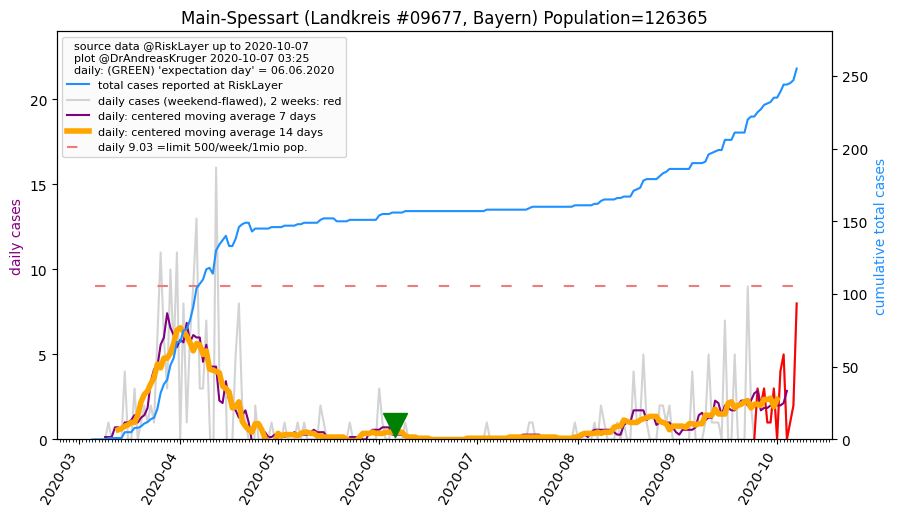 Main-Spessart (Landkreis #09677, Bayern) Population=126365
source data @RiskLayer up to 2020-10-07
plot @DrAndreasKruger 2020-10-07 03:25
daily: (GREEN) 'expectation day' = 06.06.2020
total cases reported at RiskLayer
daily cases (weekend-flawed), 2 weeks: red
daily: centered moving average 7 days
daily: centered moving average 14 days
daily 9.03 =limit 500/week/1mio pop.
daily cases
20
15
10
5
0
cumulative total cases
250
200
150
100
50
0
2020-03
2020-04
2020-05
2020-06
2020-07
2020-08
2020-09
2020-10